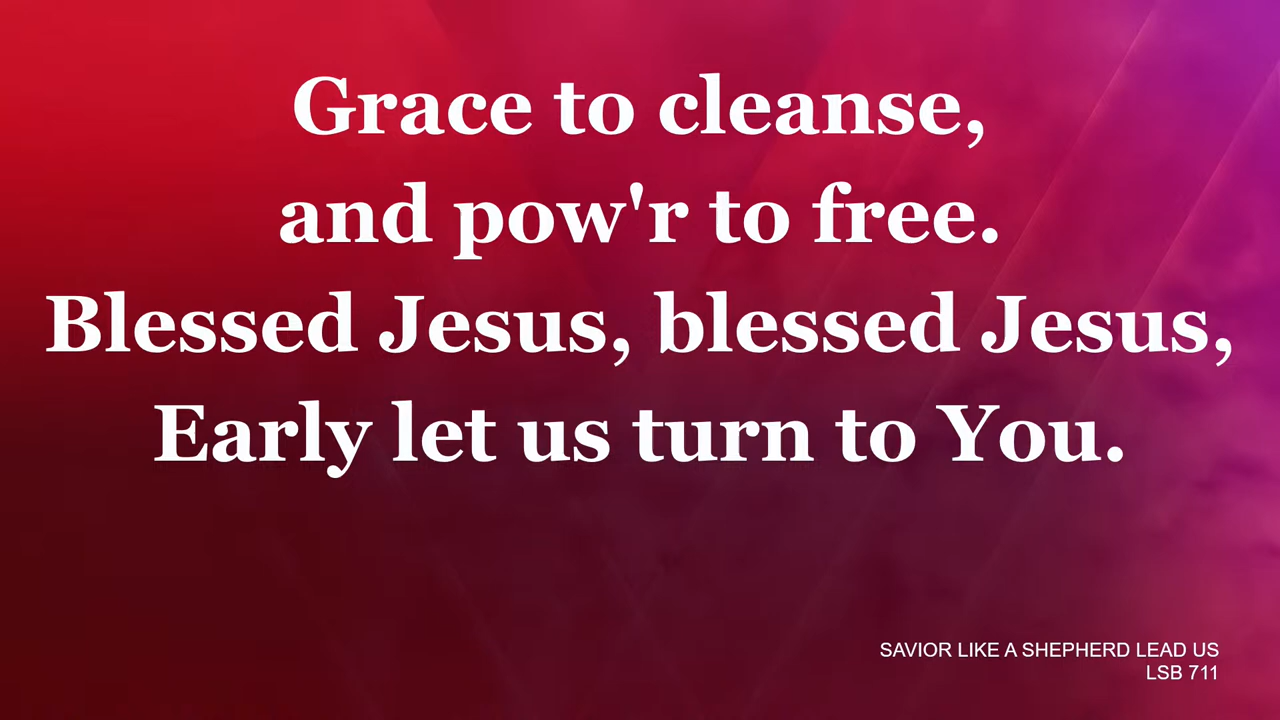 Grace to cleanse,
and pow'r to free.
Blessed Jesus, blessed Jesus,
Early let us turn to You.
SAVIOR LIKE A SHEPHERD LEAD US
LSB 711